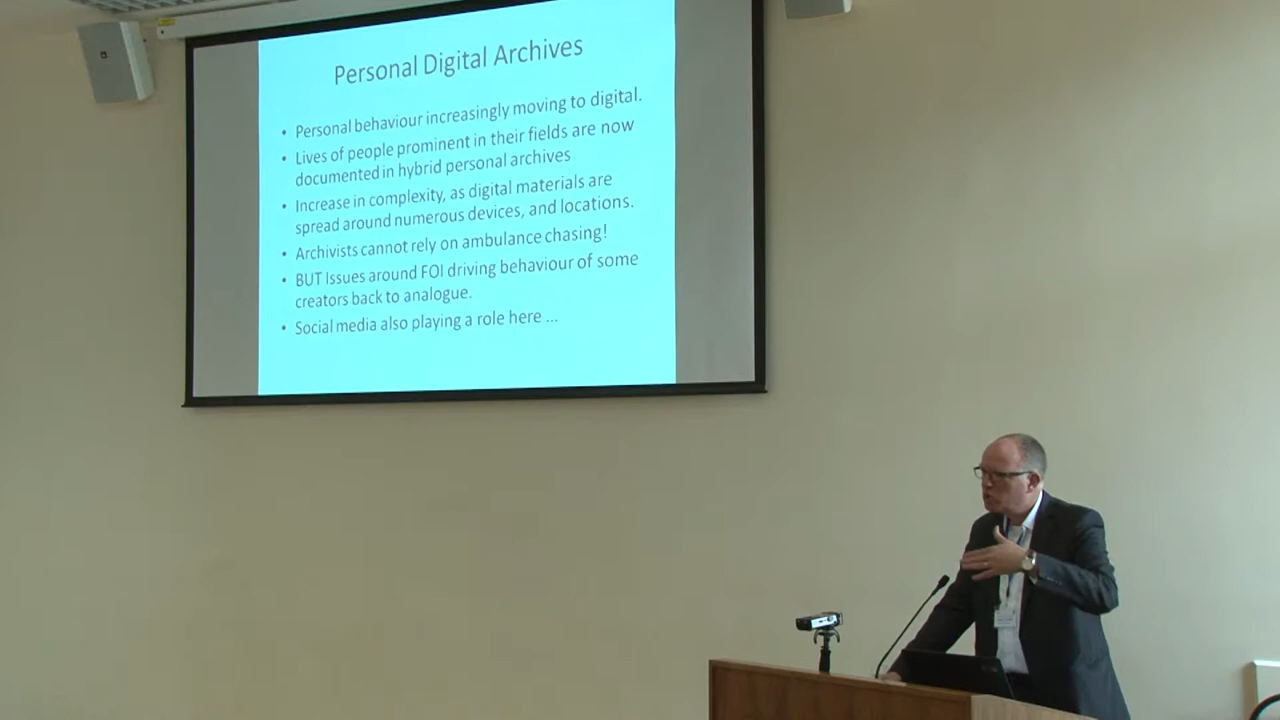 Personal Digital Archives
• Personal behaviour increasingly moving to digital.
• Lives of people prominent in their fields are now
documented in hybrid personal archives
• Increase in complexity, as digital materials are
spread around numerous devices, and locations.
• Archivists cannot rely on ambulance chasing!
• BUT Issues around FOI driving behaviour of some
creators back to analogue.
• Social media also playing a role here ...